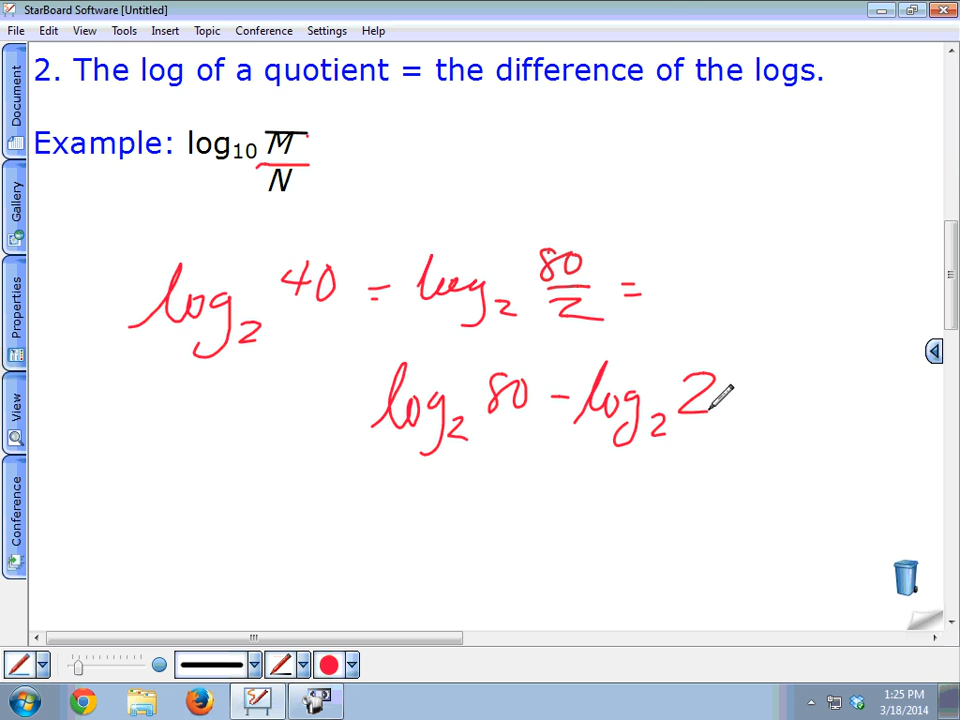 StarBoard Software [Untitled]
File Edit View Tools Insert Topic Conference Settings Help
Document
Gallery
Properties
View
Conference
2. The log of a quotient = the difference of the logs.
Example: log₁₀ M
N
log₂ 40 = log₂ 80/2 =
log₂ 80 - log₂ 2
1:25 PM
3/18/2014